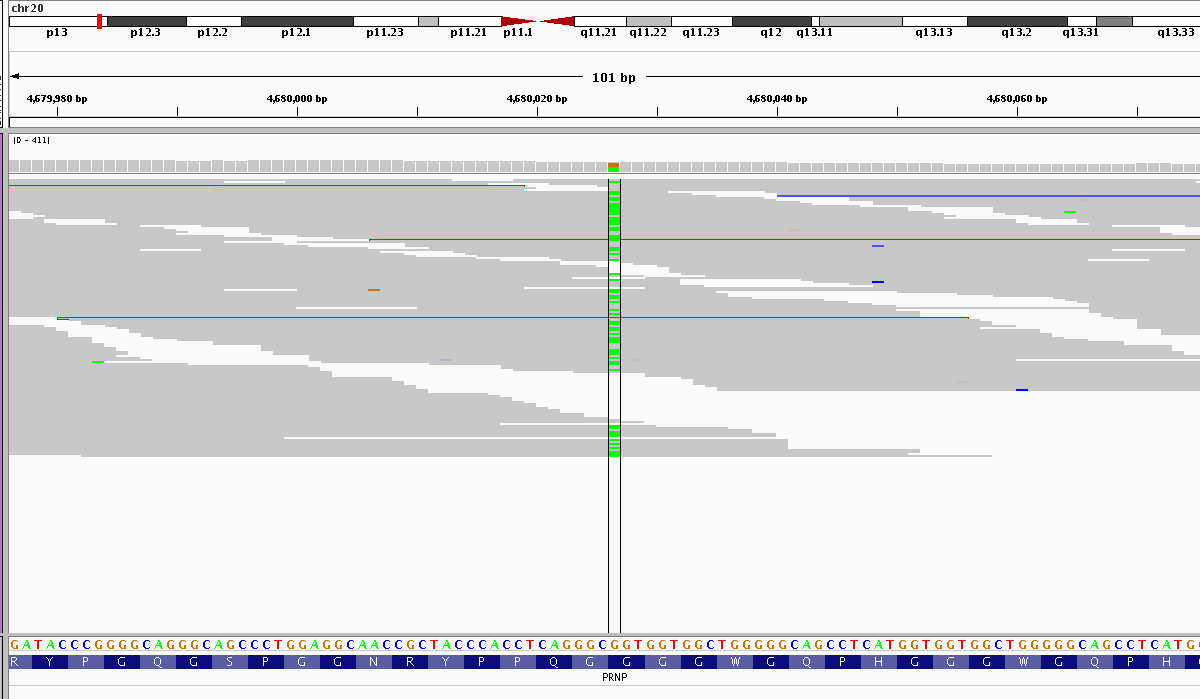 chr20
p13 p12.3 p12.2 p12.1 p11.23 p11.21 p11.1 q11.21 q11.22 q11.23 q12 q13.11 q13.13 q13.2 q13.31 q13.33
101 bp
4,679,980 bp 4,680,000 bp 4,680,020 bp 4,680,040 bp 4,680,060 bp
[0 - 411]
GATACCCGGGGCAGGGCAGCCCTGGAGGCAACCGCTACCCACCTCAGGGCGGTGGTGGCTGGGGGCAGCCTCATGGTGGTGGCTGGGGGCAGCCTCATG
R Y P G Q G S P G G N R Y P P Q G G G W G Q P H G G G W G Q P H
PRNP